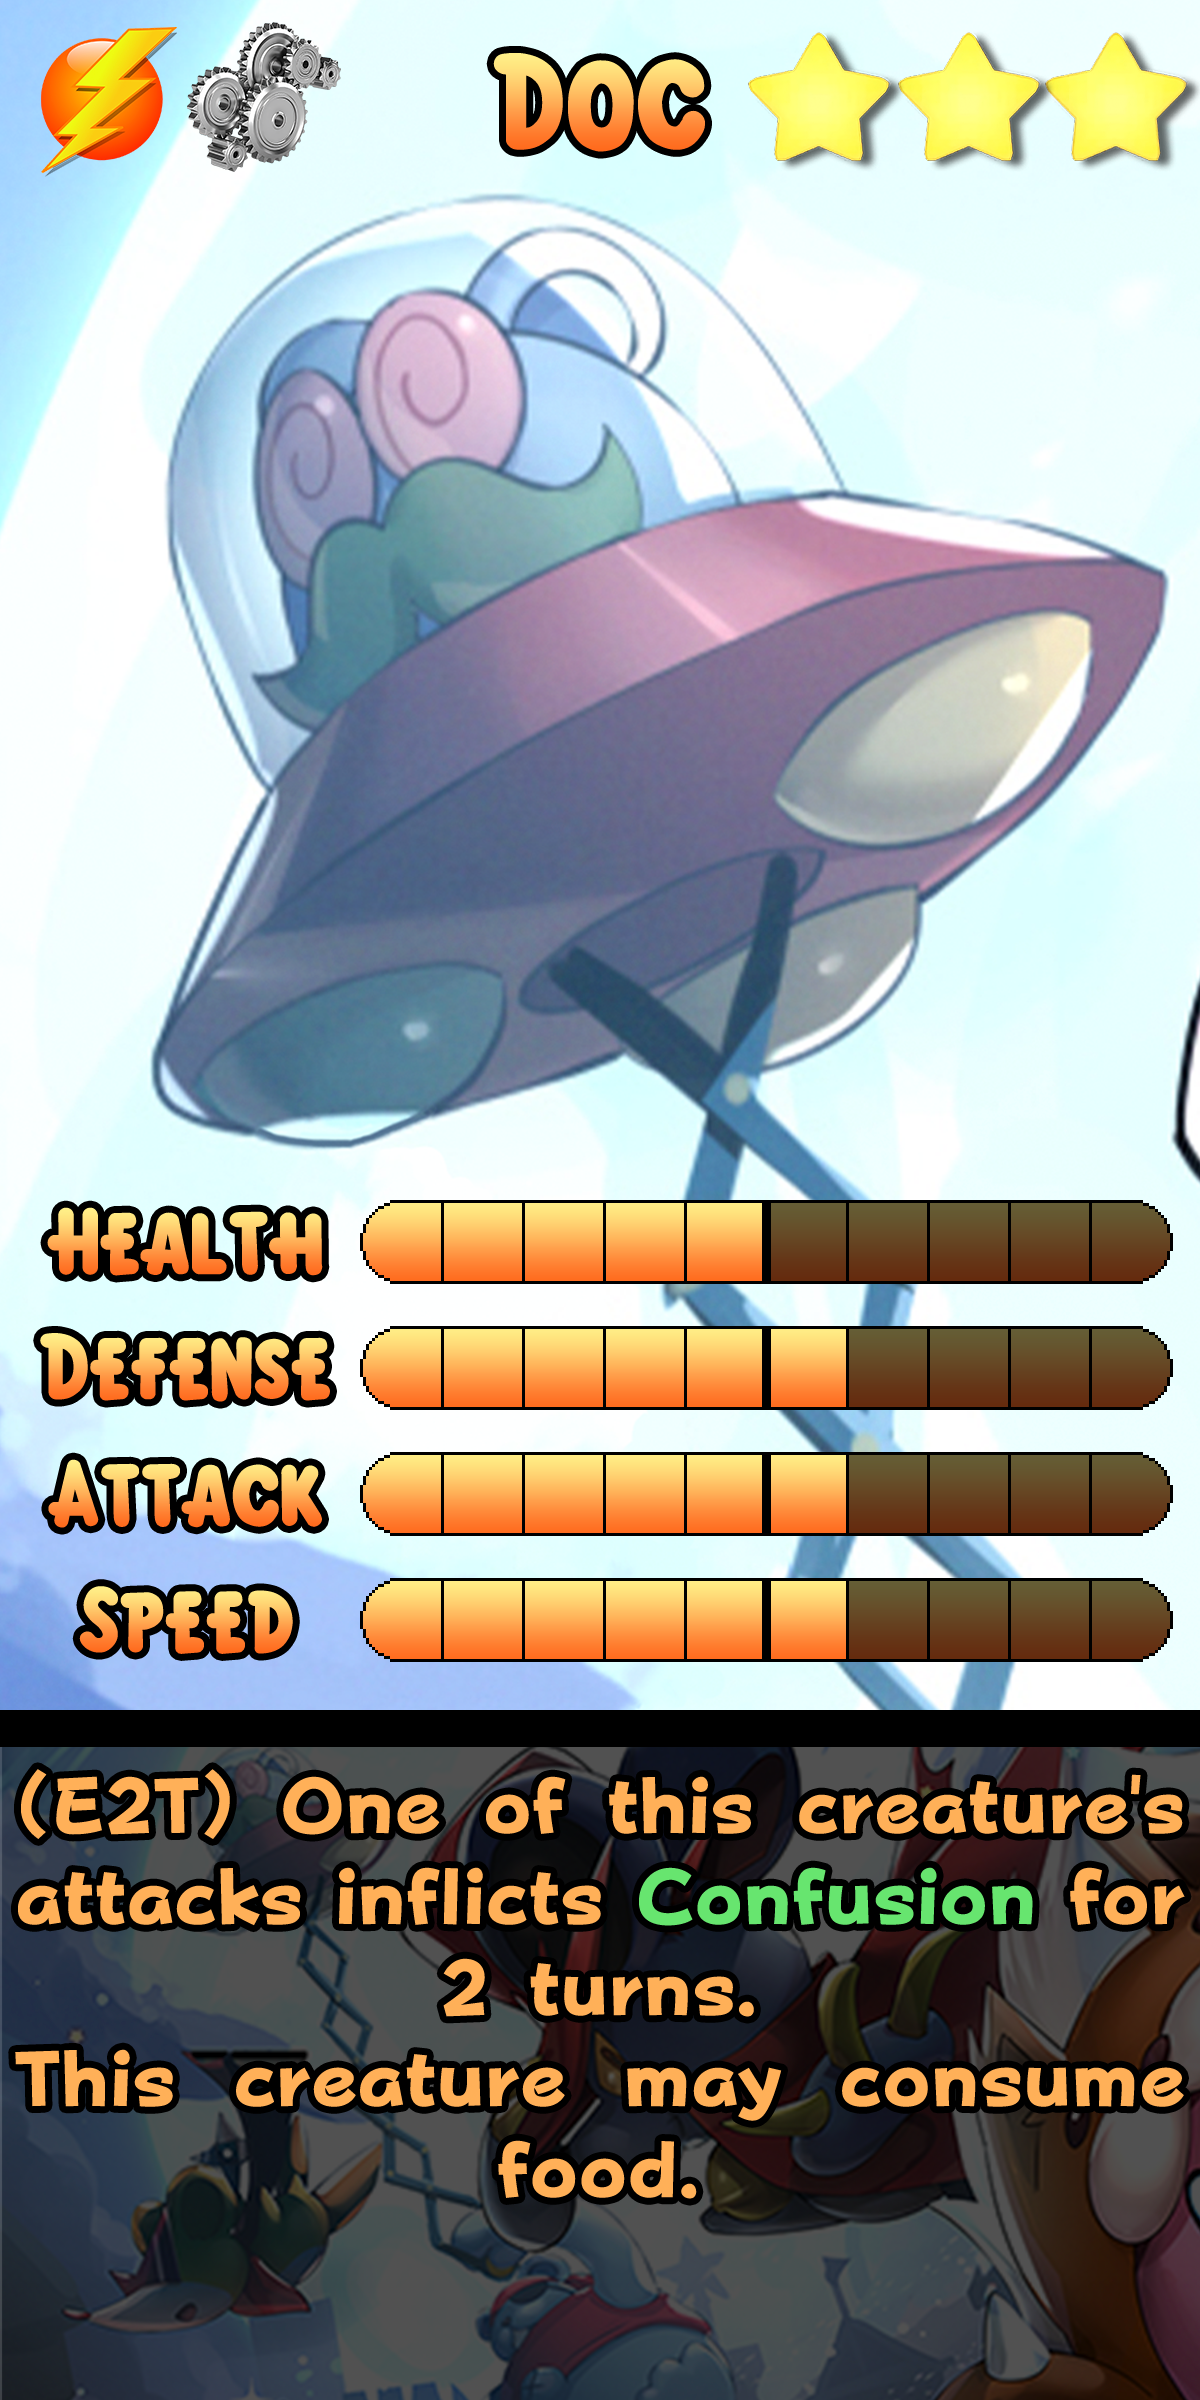 DOC
HEALTH
DEFENSE
ATTACK
SPEED
(E2T) One of this creature's
attacks inflicts Confusion for
2 turns.
This creature may consume
food.